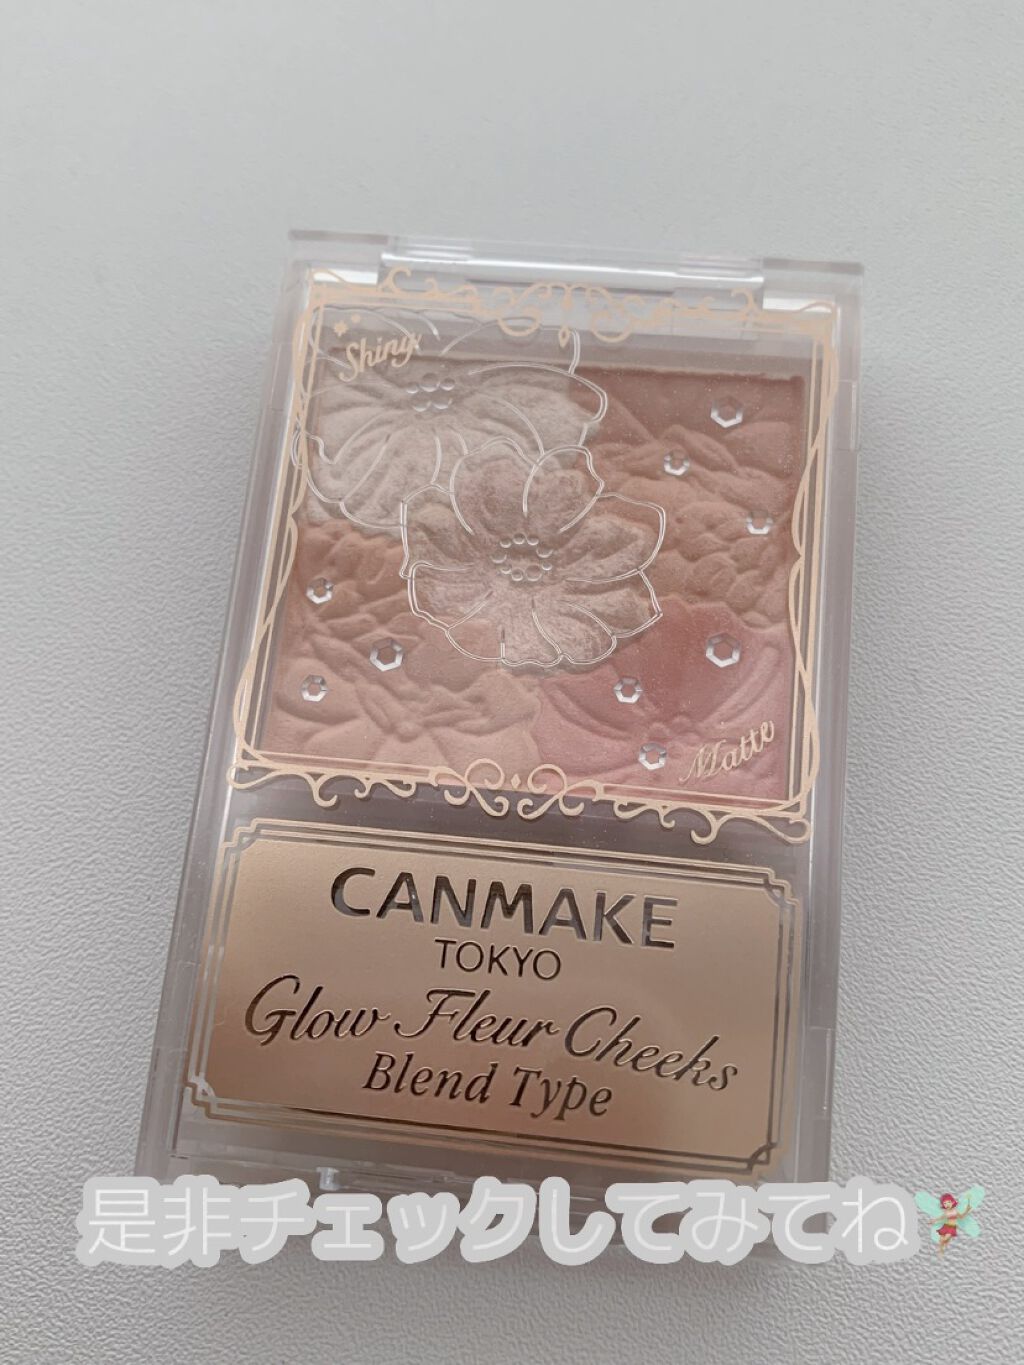 Shiny
Matte
CANMAKE
TOKYO
Glow Fleur Cheeks
Blend Type
是非チェックしてみてね🧚